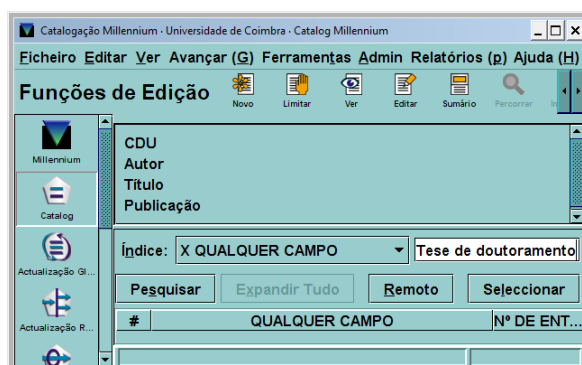 Catalogação Millennium · Universidade de Coimbra · Catalog Millennium
Ficheiro Editar Ver Avançar (G) Ferramentas Admin Relatórios (p) Ajuda (H)
Funções de Edição
Novo Limitar Ver Editar Sumário Percorrer
Millennium
Catalog
Actualização Gl...
Actualização R...
CDU
Autor
Título
Publicação
Índice: X QUALQUER CAMPO Tese de doutoramento
Pesquisar Expandir Tudo Remoto Seleccionar
# QUALQUER CAMPO Nº DE ENT...